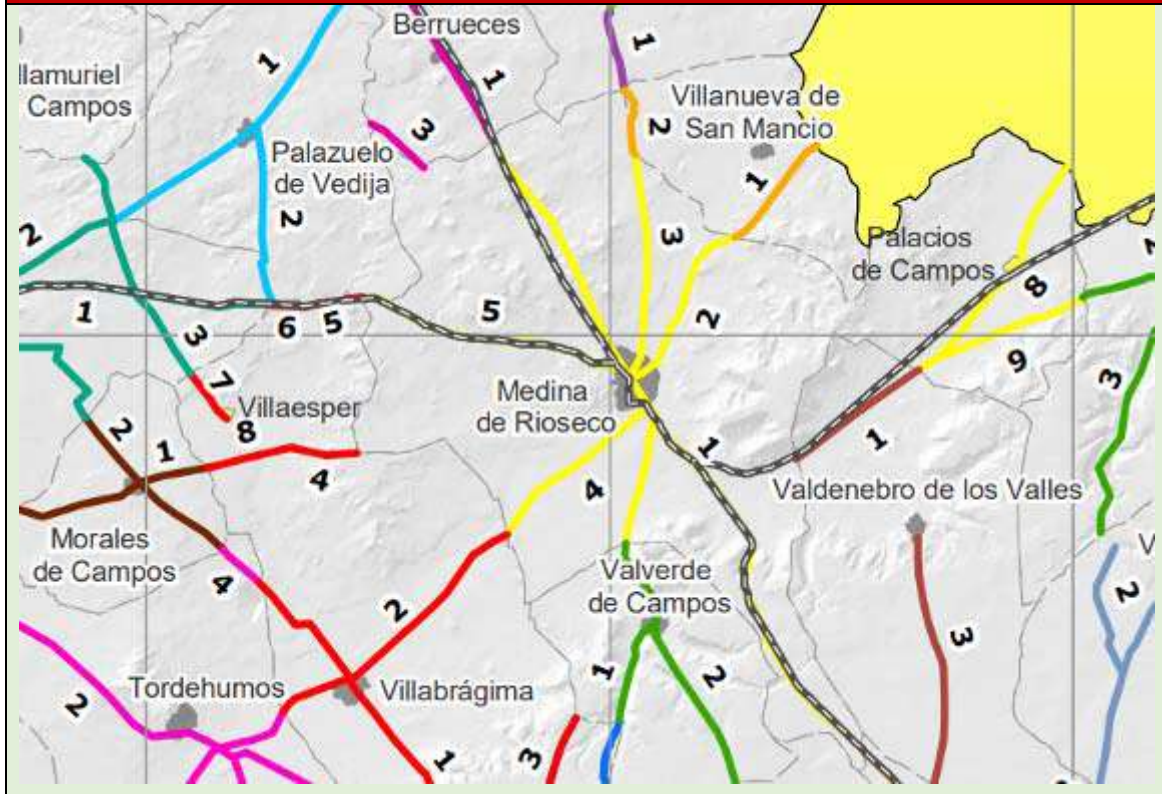 Berrueces
1
1
1
llamuriel
Campos
Villanueva de
San Mancio
2
3
Palazuelo
de Vedija
1
2
2
3
Palacios
de Campos
2
8
1
6
5
5
2
3
9
3
7
Medina
de Rioseco
Villaesper
8
2
1
4
1
1
4
Valdenebro de los Valles
Morales
de Campos
4
Valverde
de Campos
V
2
2
3
1
2
Tordehumos
Villabrágima
2
3
1